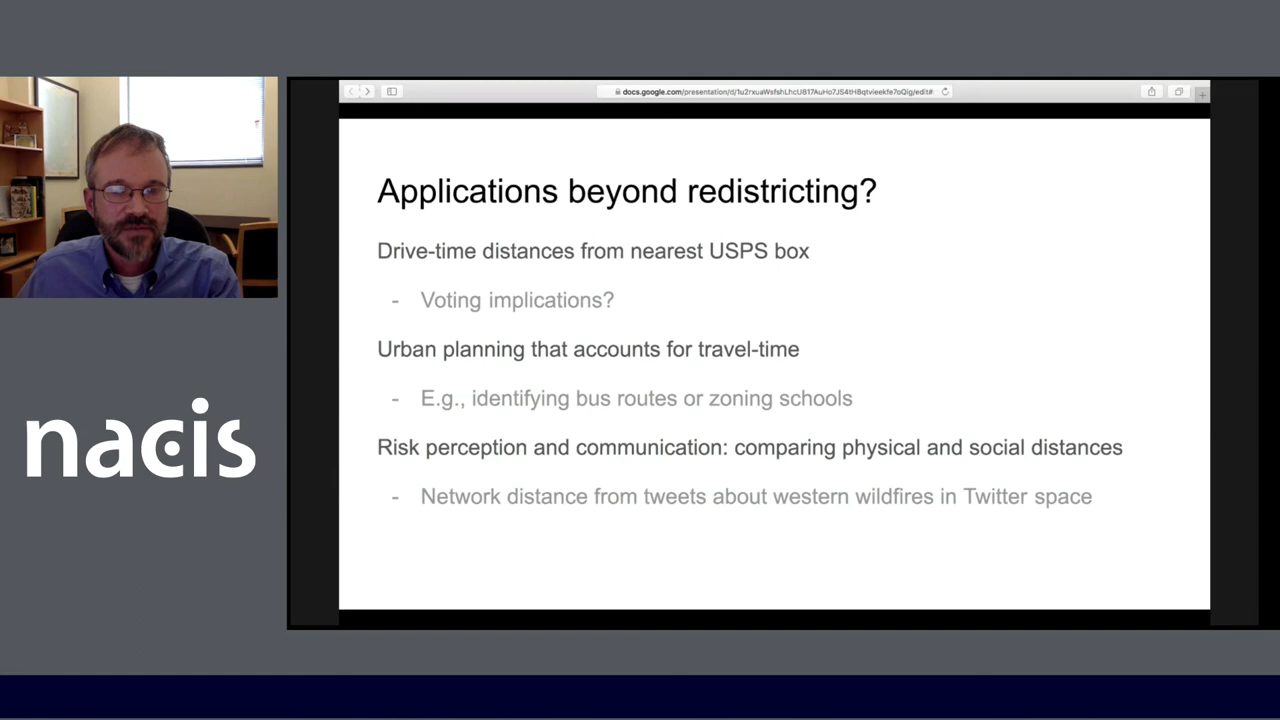 Applications beyond redistricting?
Drive-time distances from nearest USPS box
- Voting implications?
Urban planning that accounts for travel-time
- E.g., identifying bus routes or zoning schools
Risk perception and communication: comparing physical and social distances
- Network distance from tweets about western wildfires in Twitter space
nacis